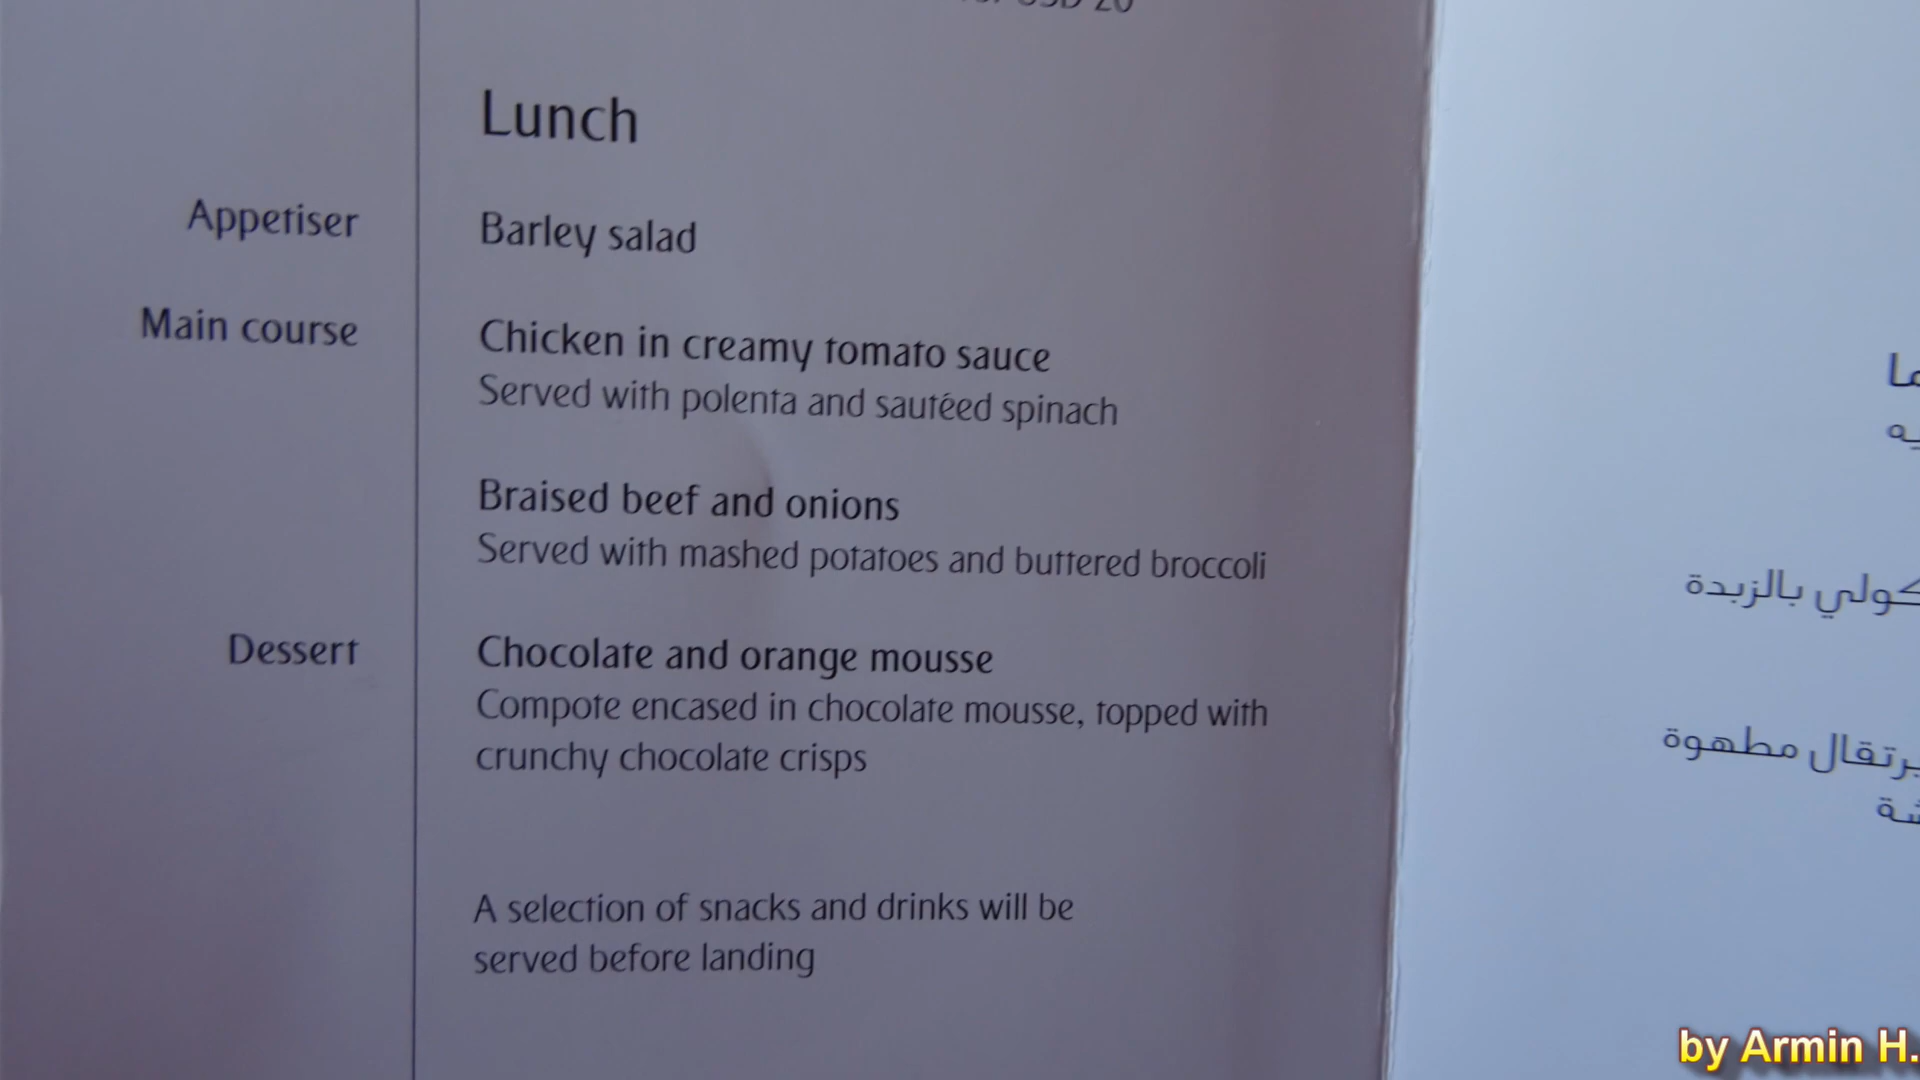 USD 20
Lunch
Appetiser
Barley salad
Main course
Chicken in creamy tomato sauce
Served with polenta and sautéed spinach
Braised beef and onions
Served with mashed potatoes and buttered broccoli
Dessert
Chocolate and orange mousse
Compote encased in chocolate mousse, topped with
crunchy chocolate crisps
A selection of snacks and drinks will be
served before landing
بالزبدة
مطهوة
by Armin H.